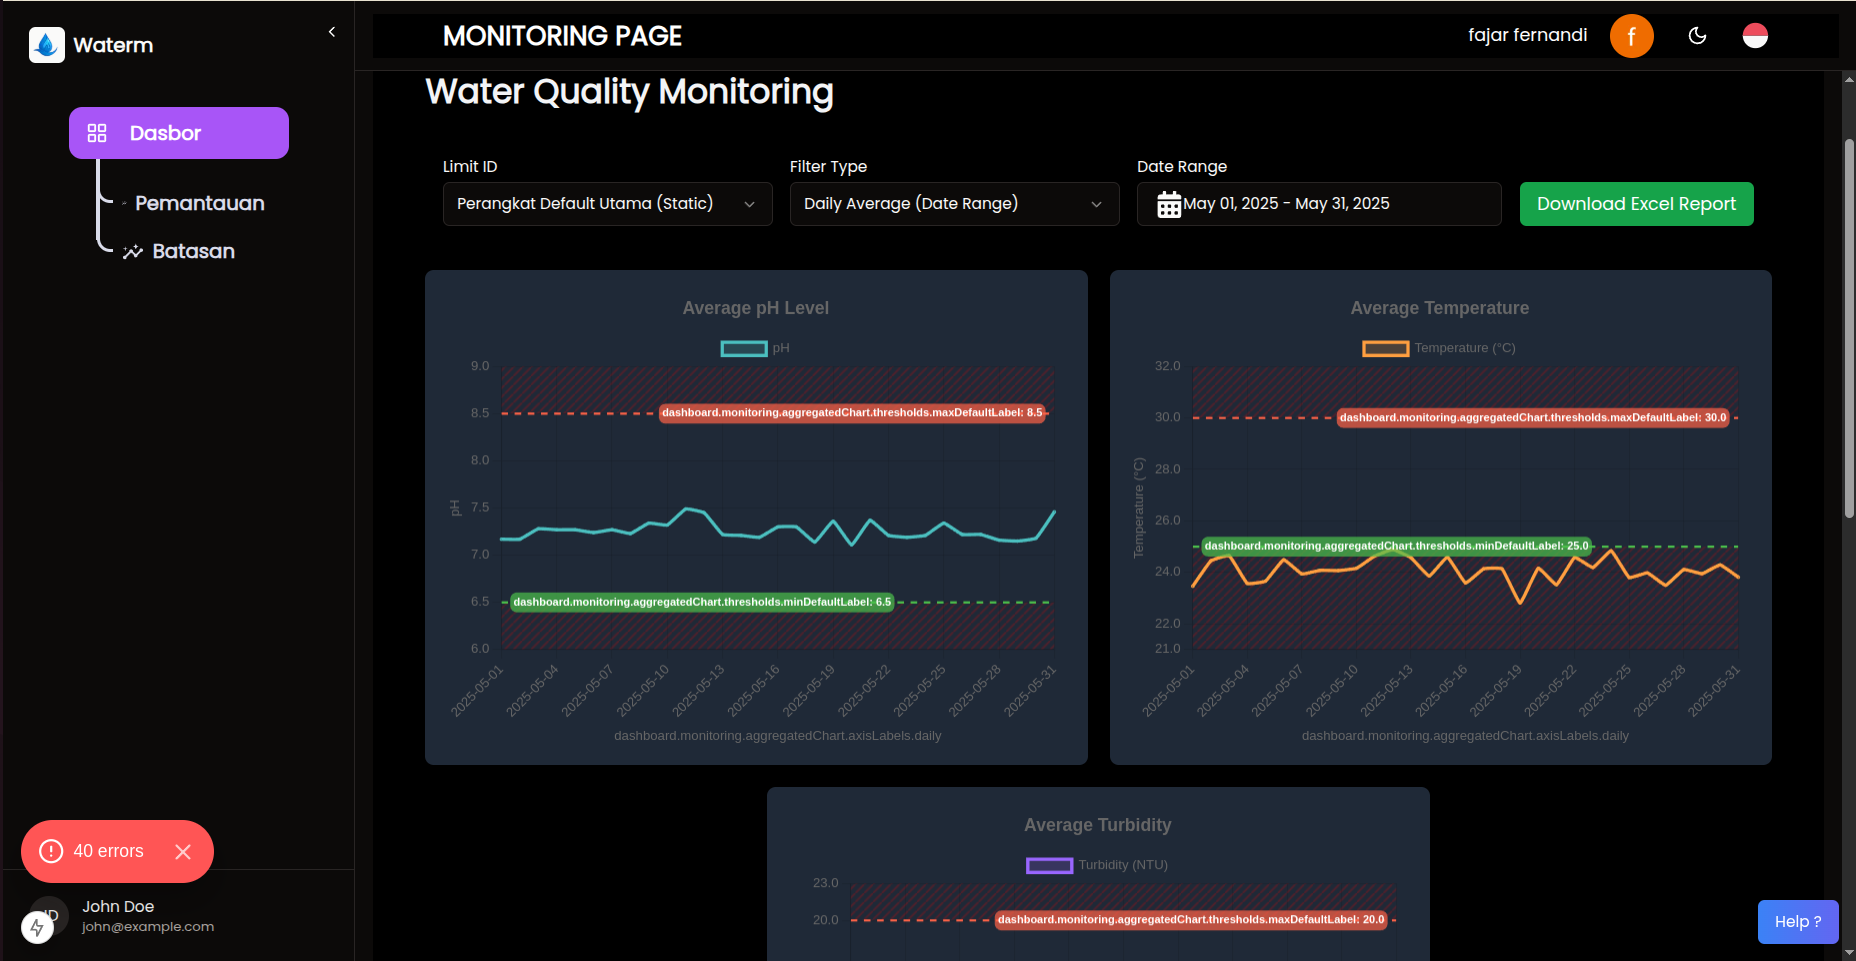 Waterm
Dasbor
Pemantauan
Batasan
40 errors
John Doe
john@example.com
MONITORING PAGE
fajar fernandi
f
Water Quality Monitoring
Limit ID
Perangkat Default Utama (Static)
Filter Type
Daily Average (Date Range)
Date Range
May 01, 2025 - May 31, 2025
Download Excel Report
Average pH Level
pH
9.0
dashboard.monitoring.aggregatedChart.thresholds.maxDefaultLabel: 8.5
8.5
8.0
7.5
pH
7.0
6.5
dashboard.monitoring.aggregatedChart.thresholds.minDefaultLabel: 6.5
6.0
2025-05-01
2025-05-04
2025-05-07
2025-05-10
2025-05-13
2025-05-16
2025-05-19
2025-05-22
2025-05-25
2025-05-28
2025-05-31
dashboard.monitoring.aggregatedChart.axisLabels.daily
Average Temperature
Temperature (°C)
32.0
30.0
dashboard.monitoring.aggregatedChart.thresholds.maxDefaultLabel: 30.0
28.0
Temperature (°C)
26.0
dashboard.monitoring.aggregatedChart.thresholds.minDefaultLabel: 25.0
24.0
22.0
21.0
2025-05-01
2025-05-04
2025-05-07
2025-05-10
2025-05-13
2025-05-16
2025-05-19
2025-05-22
2025-05-25
2025-05-28
2025-05-31
dashboard.monitoring.aggregatedChart.axisLabels.daily
Average Turbidity
Turbidity (NTU)
23.0
20.0
dashboard.monitoring.aggregatedChart.thresholds.maxDefaultLabel: 20.0
Help ?